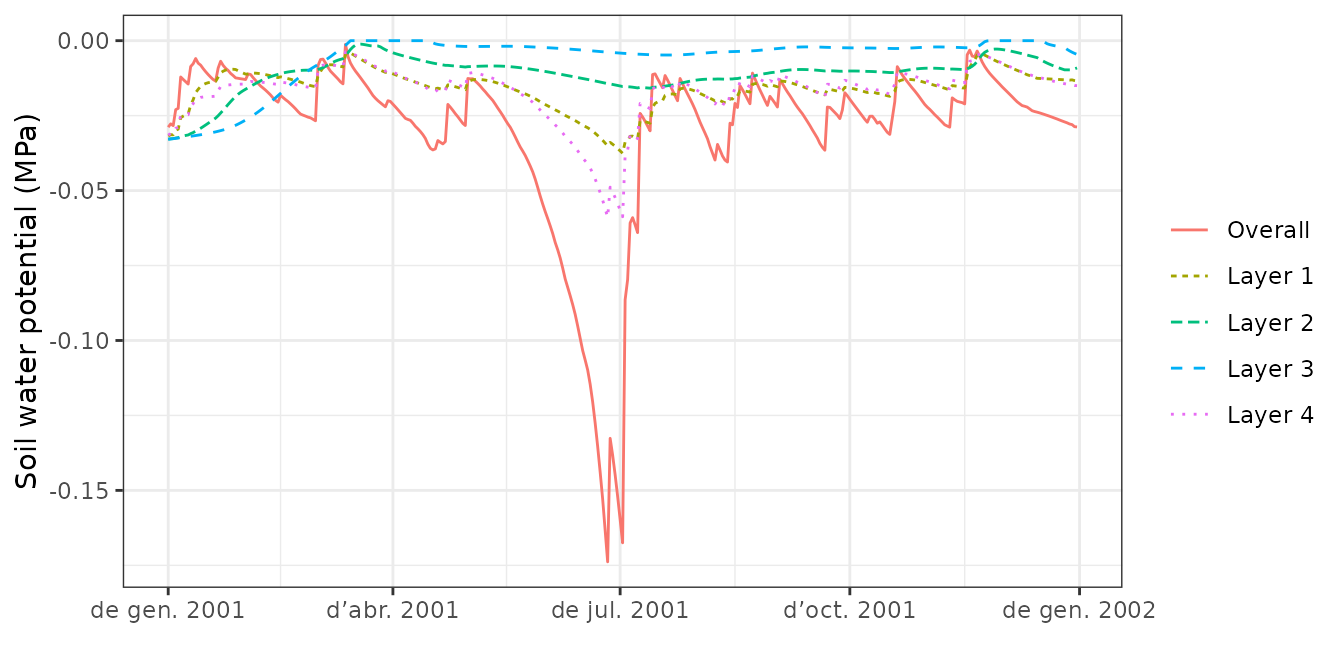 Soil water potential (MPa)
0.00
-0.05
-0.10
-0.15
de gen. 2001
d’abr. 2001
de jul. 2001
d’oct. 2001
de gen. 2002
Overall
Layer 1
Layer 2
Layer 3
Layer 4